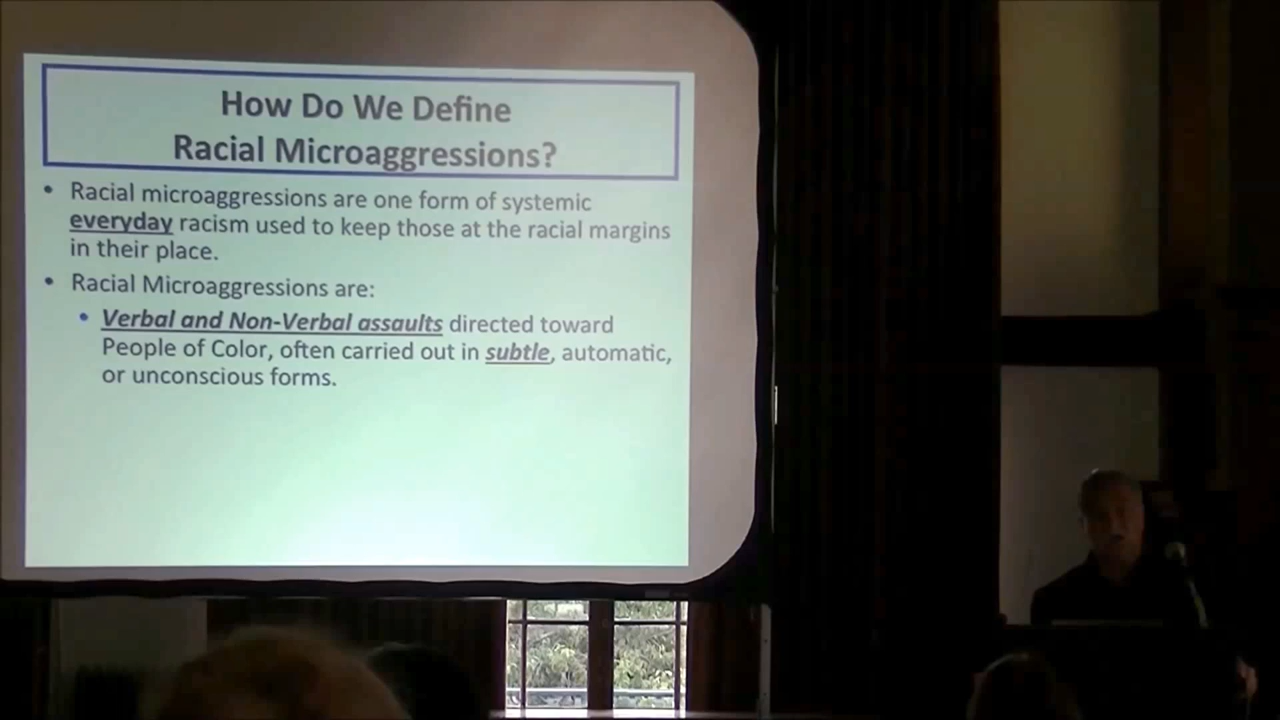 How Do We Define
Racial Microaggressions?
• Racial microaggressions are one form of systemic
everyday racism used to keep those at the racial margins
in their place.
• Racial Microaggressions are:
• Verbal and Non-Verbal assaults directed toward
People of Color, often carried out in subtle, automatic,
or unconscious forms.